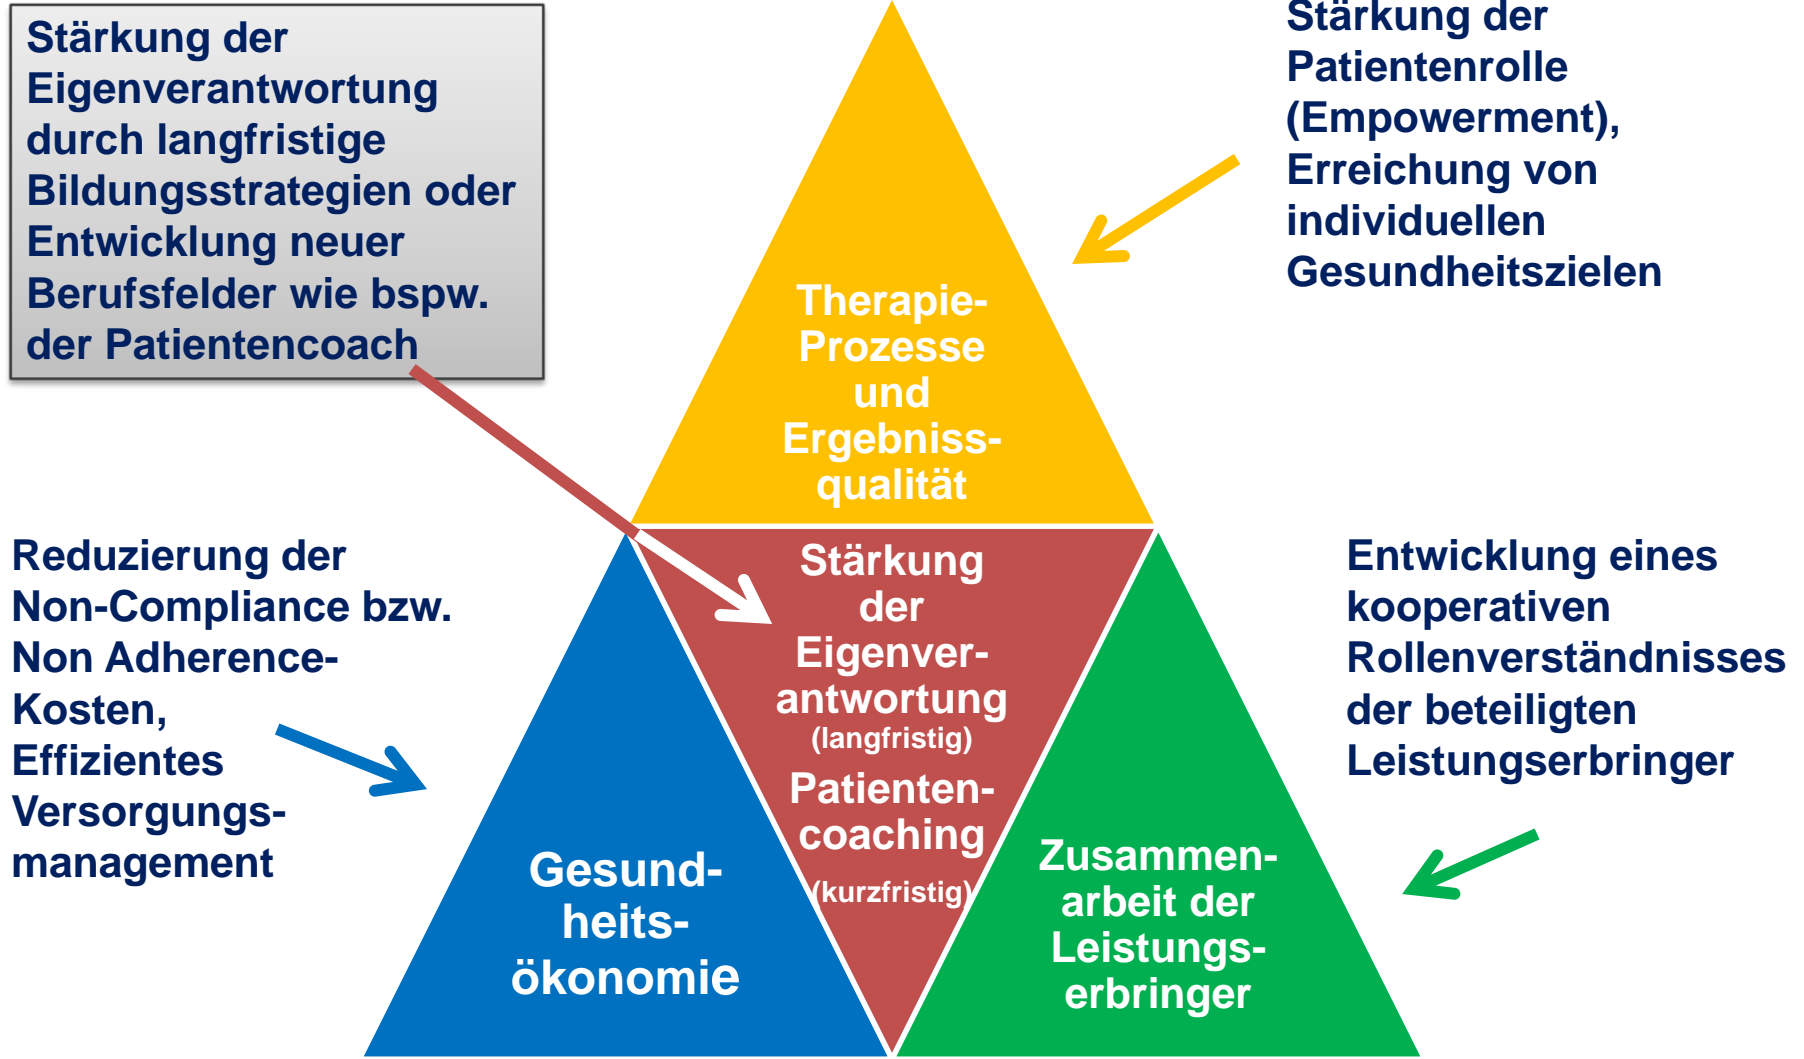 Stärkung der
Eigenverantwortung
durch langfristige
Bildungsstrategien oder
Entwicklung neuer
Berufsfelder wie bspw.
der Patientencoach
Stärkung der
Patientenrolle
(Empowerment),
Erreichung von
individuellen
Gesundheitszielen
Therapie-
Prozesse
und
Ergebniss-
qualität
Reduzierung der
Non-Compliance bzw.
Non Adherence-
Kosten,
Effizientes
Versorgungs-
management
Stärkung
der
Eigenver-
antwortung
(langfristig)
Patienten-
coaching
(kurzfristig)
Entwicklung eines
kooperativen
Rollenverständnisses
der beteiligten
Leistungserbringer
Gesund-
heits-
ökonomie
Zusammen-
arbeit der
Leistungs-
erbringer